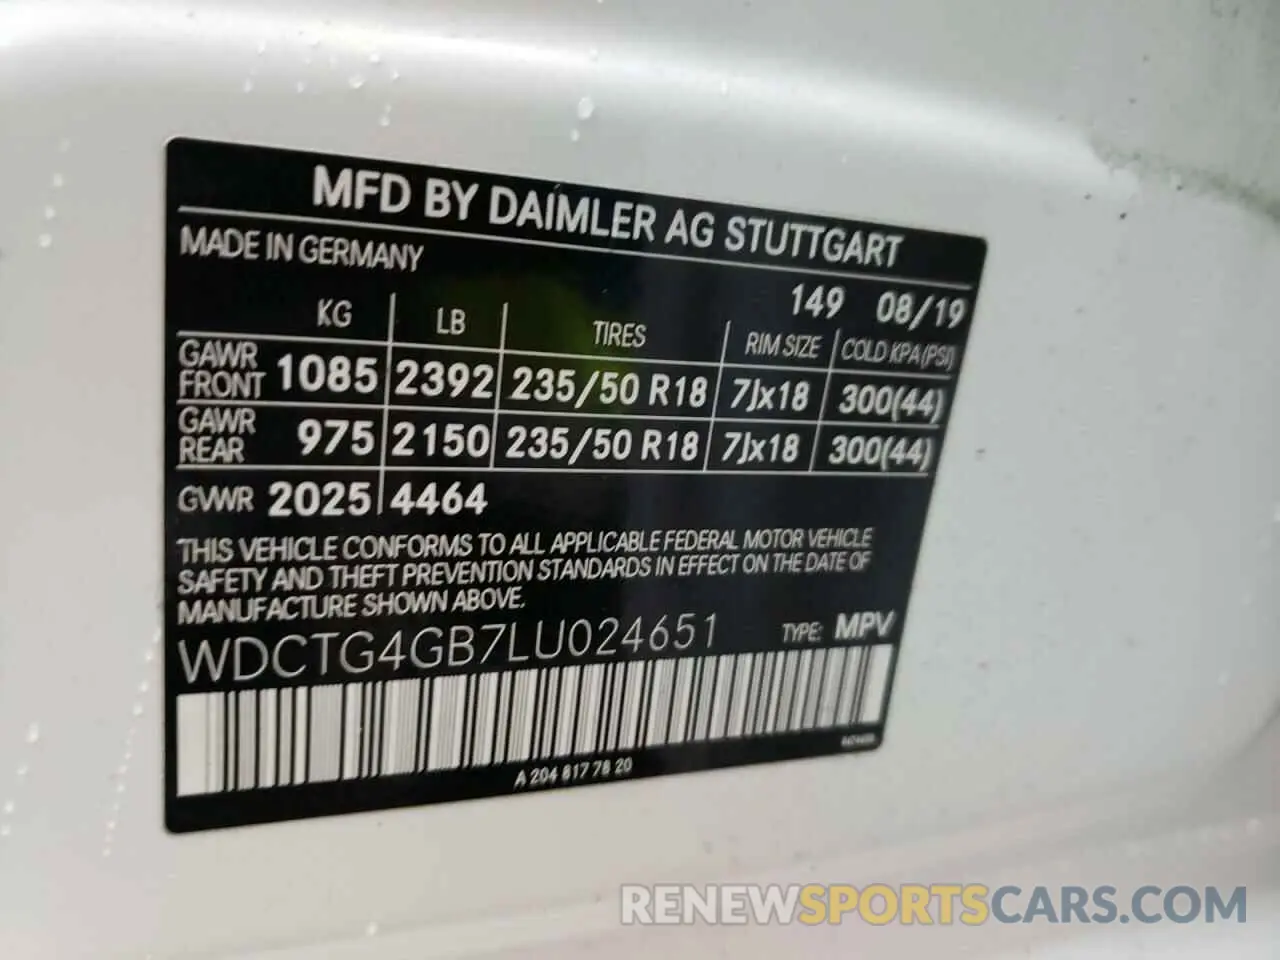 MFD BY DAIMLER AG STUTTGART
MADE IN GERMANY
149 08/19
KG LB TIRES RIM SIZE COLD KPA (PSI)
GAWR FRONT 1085 2392 235/50 R18 7Jx18 300(44)
GAWR REAR 975 2150 235/50 R18 7Jx18 300(44)
GVWR 2025 4464
THIS VEHICLE CONFORMS TO ALL APPLICABLE FEDERAL MOTOR VEHICLE
SAFETY AND THEFT PREVENTION STANDARDS IN EFFECT ON THE DATE OF
MANUFACTURE SHOWN ABOVE.
WDCTG4GB7LU024651 TYPE: MPV
A 204 817 78 20
RENEWSPORTSCARS.COM